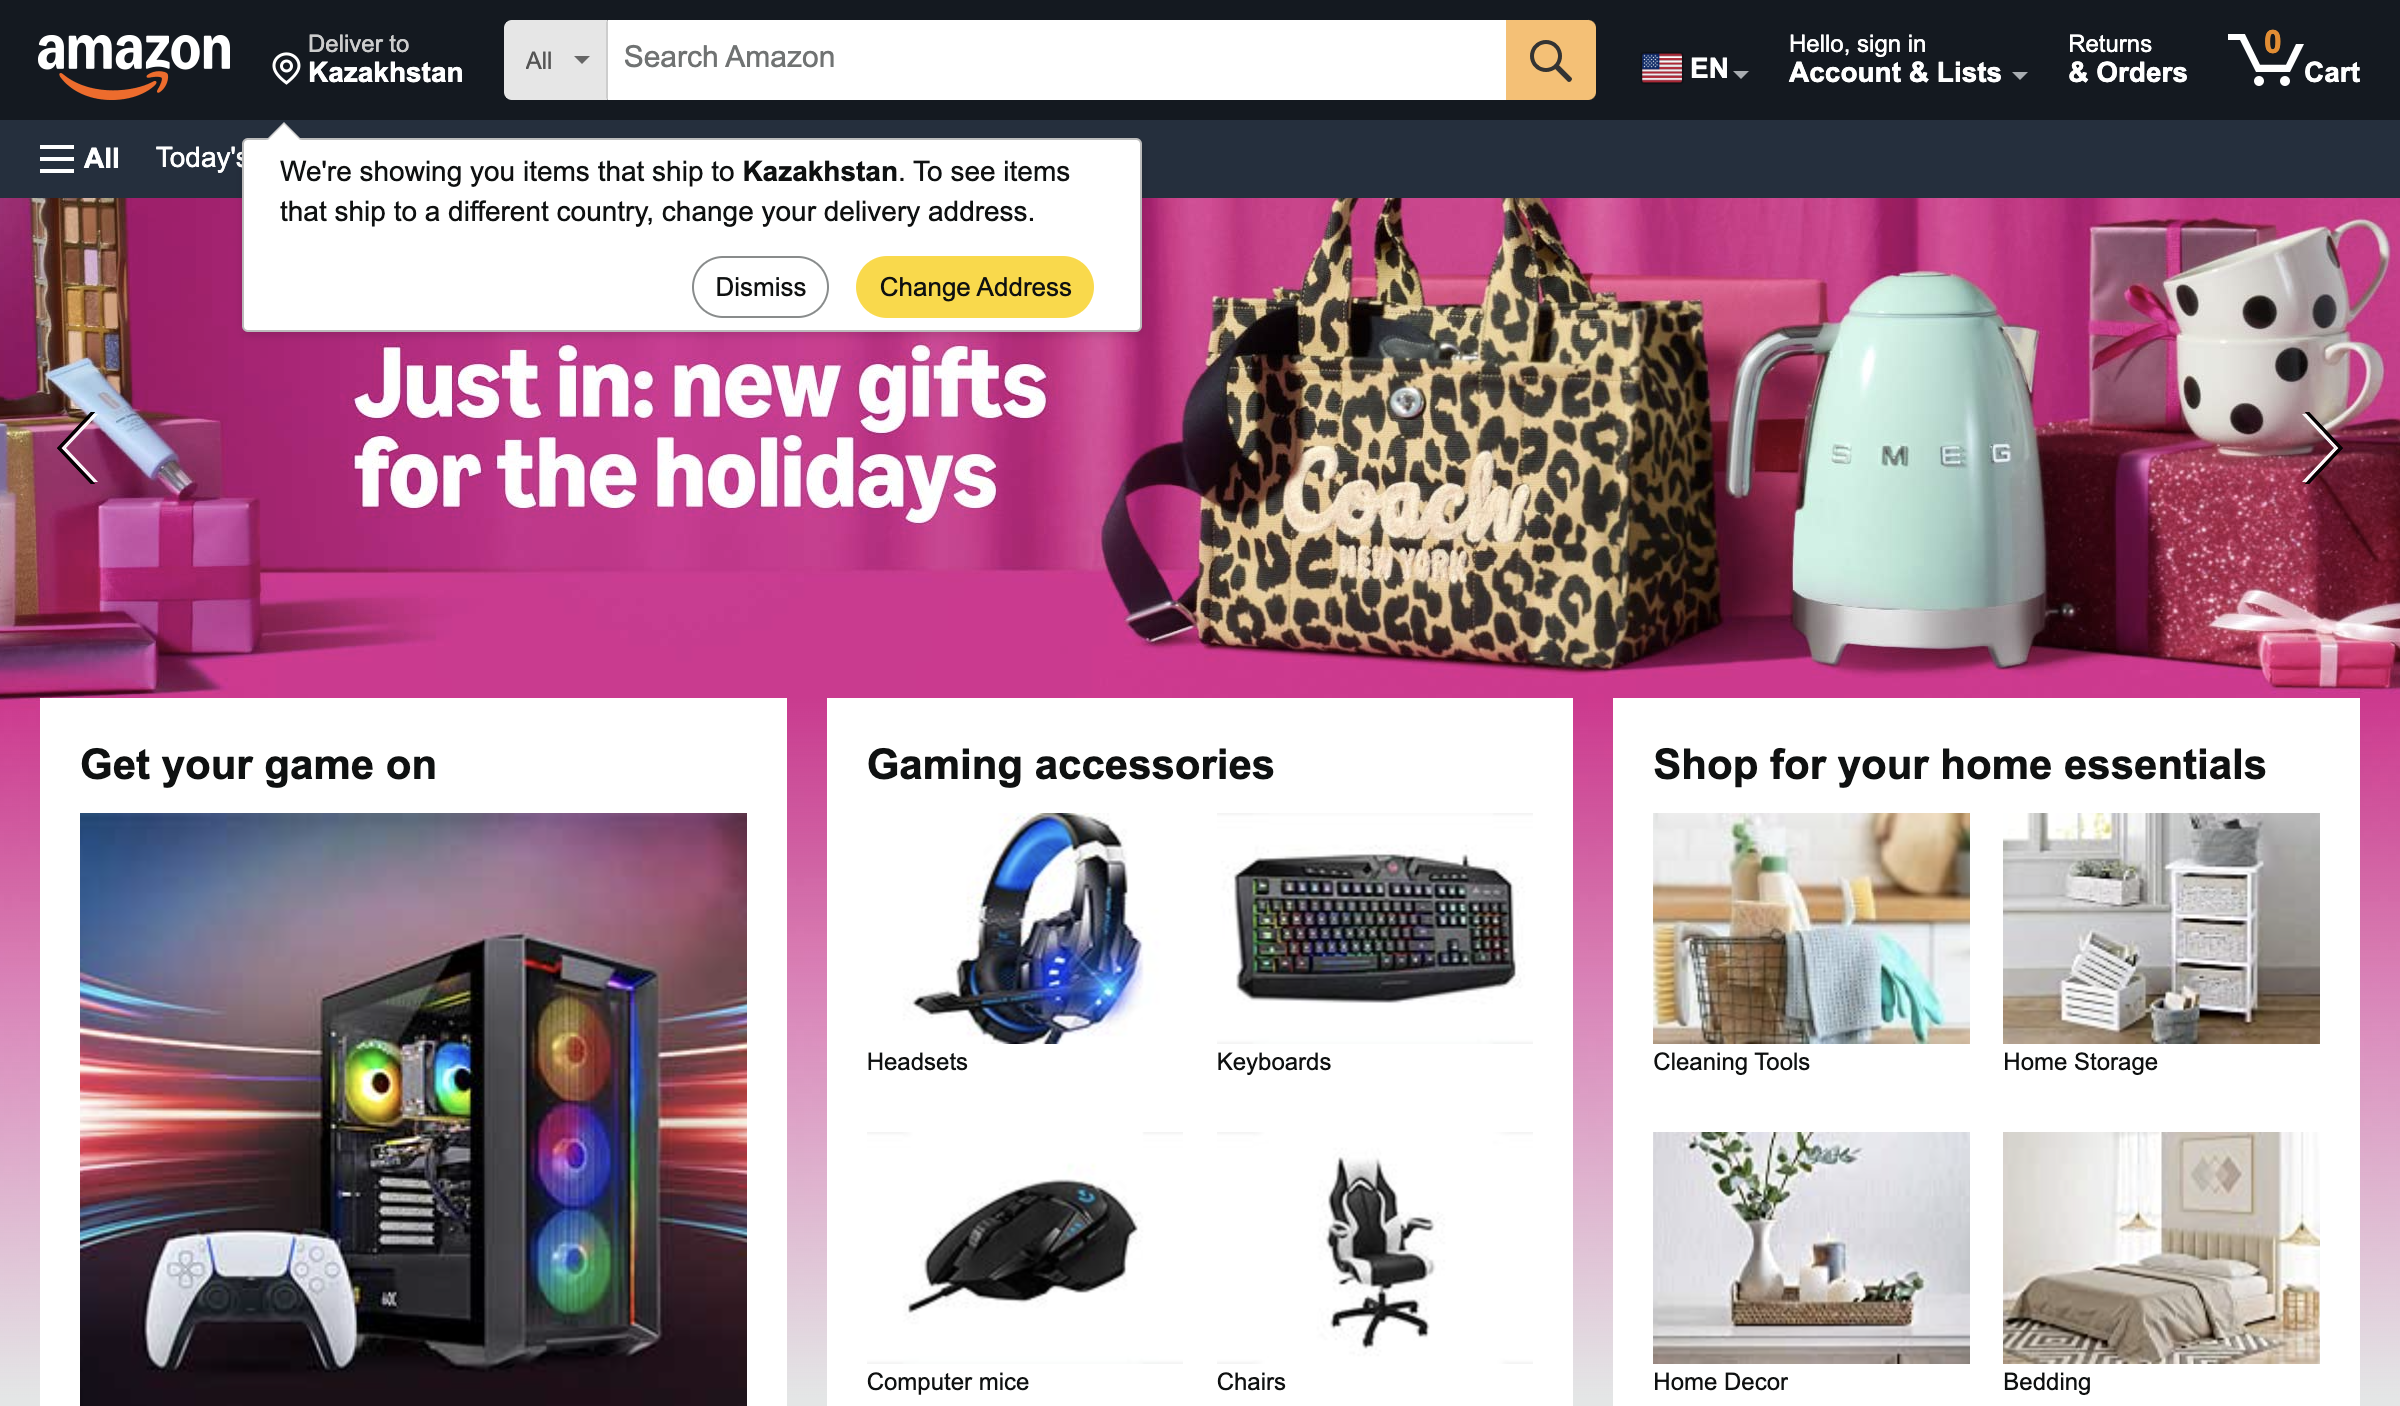 amazon
Deliver to
Kazakhstan
All
Search Amazon
EN
Hello, sign in
Account & Lists
Returns
& Orders
0
Cart
All
Today's
We're showing you items that ship to Kazakhstan. To see items
that ship to a different country, change your delivery address.
Dismiss
Change Address
Just in: new gifts
for the holidays
Coach
NEW YORK
SMEG
Get your game on
Gaming accessories
Shop for your home essentials
Headsets
Keyboards
Cleaning Tools
Home Storage
Computer mice
Chairs
Home Decor
Bedding